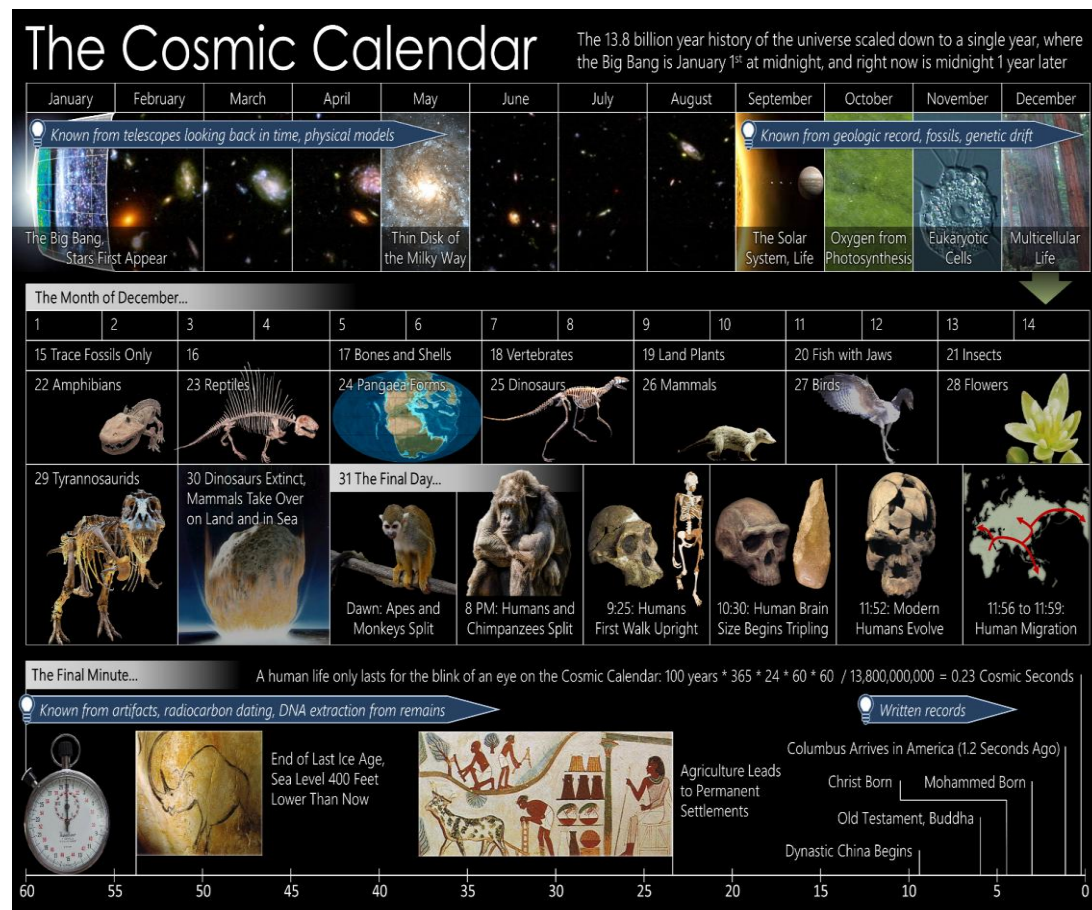 The Cosmic Calendar
The 13.8 billion year history of the universe scaled down to a single year, where
the Big Bang is January 1st at midnight, and right now is midnight 1 year later
January
February
March
April
May
June
July
August
September
October
November
December
Known from telescopes looking back in time, physical models
Known from geologic record, fossils, genetic drift
The Big Bang,
Stars First Appear
Thin Disk of
the Milky Way
The Solar
System, Life
Oxygen from
Photosynthesis
Eukaryotic
Cells
Multicellular
Life
The Month of December...
1
2
3
4
5
6
7
8
9
10
11
12
13
14
15 Trace Fossils Only
16
17 Bones and Shells
18 Vertebrates
19 Land Plants
20 Fish with Jaws
21 Insects
22 Amphibians
23 Reptiles
24 Pangaea Forms
25 Dinosaurs
26 Mammals
27 Birds
28 Flowers
29 Tyrannosaurids
30 Dinosaurs Extinct,
Mammals Take Over
on Land and in Sea
31 The Final Day...
Dawn: Apes and
Monkeys Split
8 PM: Humans and
Chimpanzees Split
9:25: Humans
First Walk Upright
10:30: Human Brain
Size Begins Tripling
11:52: Modern
Humans Evolve
11:56 to 11:59:
Human Migration
The Final Minute...
A human life only lasts for the blink of an eye on the Cosmic Calendar: 100 years * 365 * 24 * 60 * 60 / 13,800,000,000 = 0.23 Cosmic Seconds
Known from artifacts, radiocarbon dating, DNA extraction from remains
Written records
End of Last Ice Age,
Sea Level 400 Feet
Lower Than Now
Agriculture Leads
to Permanent
Settlements
Columbus Arrives in America (1.2 Seconds Ago)
Christ Born
Mohammed Born
Old Testament, Buddha
Dynastic China Begins
60
55
50
45
40
35
30
25
20
15
10
5
0